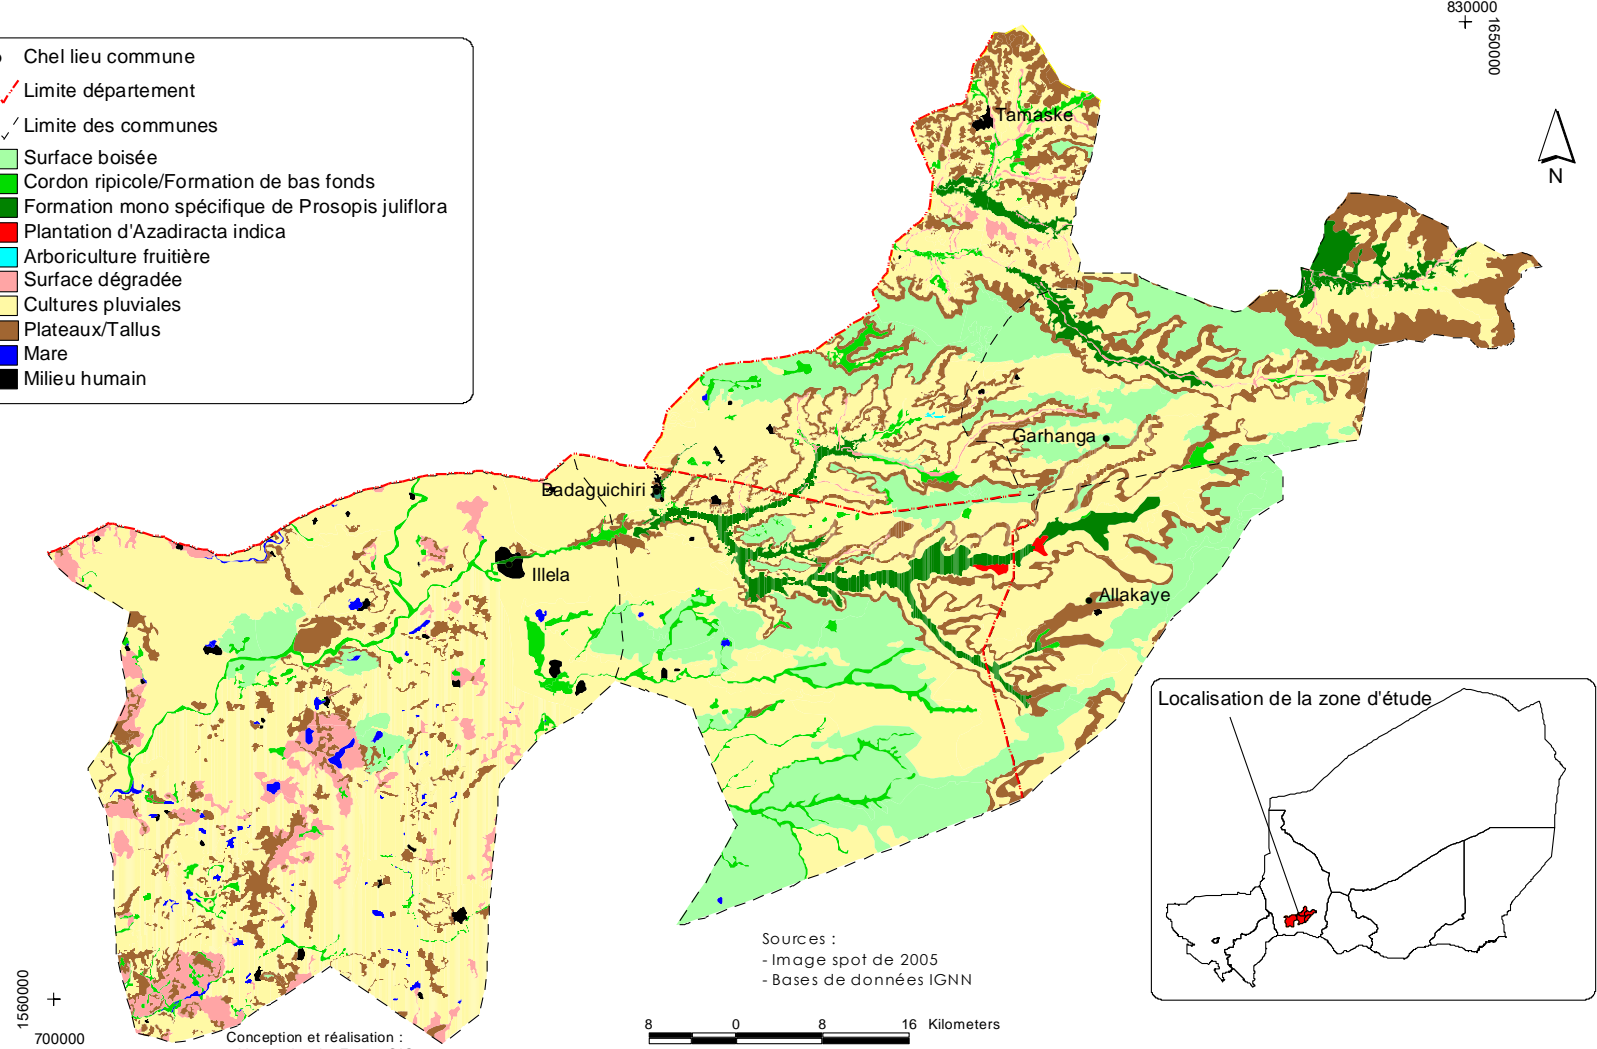 830000
1650000
Chel lieu commune
Limite département
Limite des communes
Surface boisée
Cordon ripicole/Formation de bas fonds
Formation mono spécifique de Prosopis juliflora
Plantation d'Azadiracta indica
Arboriculture fruitière
Surface dégradée
Cultures pluviales
Plateaux/Tallus
Mare
Milieu humain
Tamaske
N
Garhanga
Badaguichiri
Illela
Allakaye
Localisation de la zone d'étude
Sources :
- Image spot de 2005
- Bases de données IGNN
1560000
700000
Conception et réalisation :
8 0 8 16 Kilometers